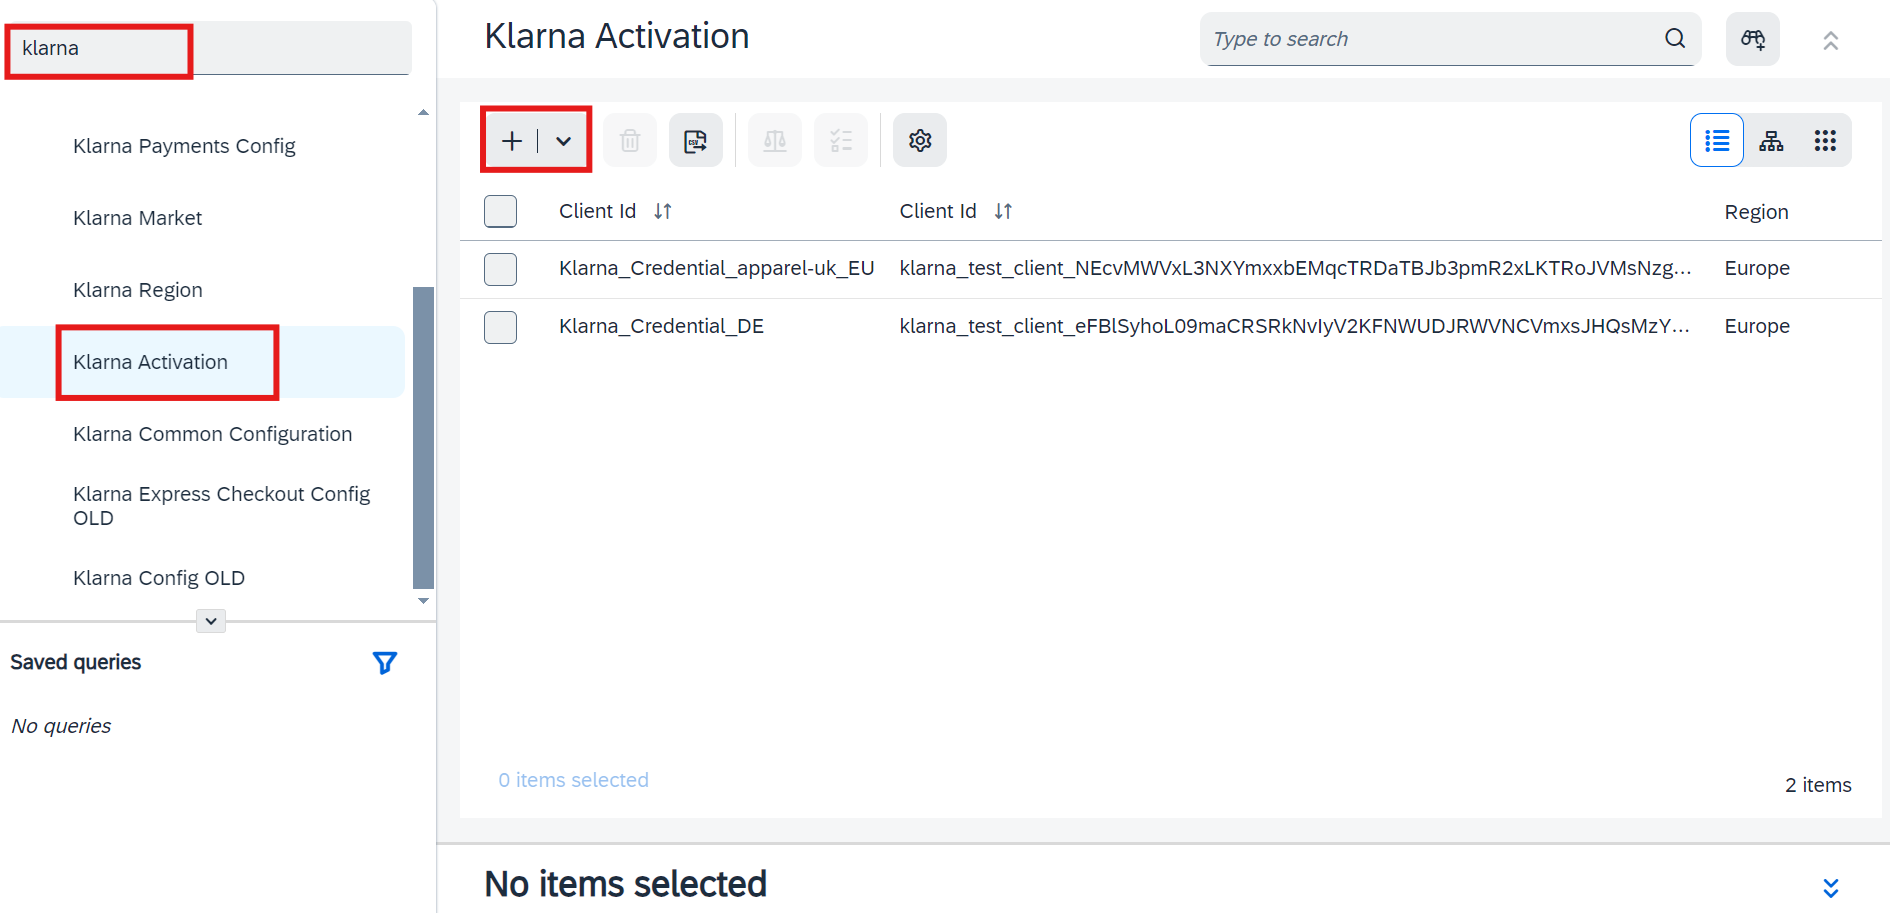 klarna
Klarna Payments Config
Klarna Market
Klarna Region
Klarna Activation
Klarna Common Configuration
Klarna Express Checkout Config
OLD
Klarna Config OLD
Saved queries
No queries
Klarna Activation
Type to search
CSV
Client Id Client Id Region
Klarna_Credential_apparel-uk_EU klarna_test_client_NEcvMWVxL3NXYmxxbEMqcTRDaTBJb3pmR2xLKTRoJVMsNzg... Europe
Klarna_Credential_DE klarna_test_client_eFBlSyhoL09maCRSRkNvIyV2KFNWUDJRWVNCVmxsJHQsMzY... Europe
0 items selected
2 items
No items selected